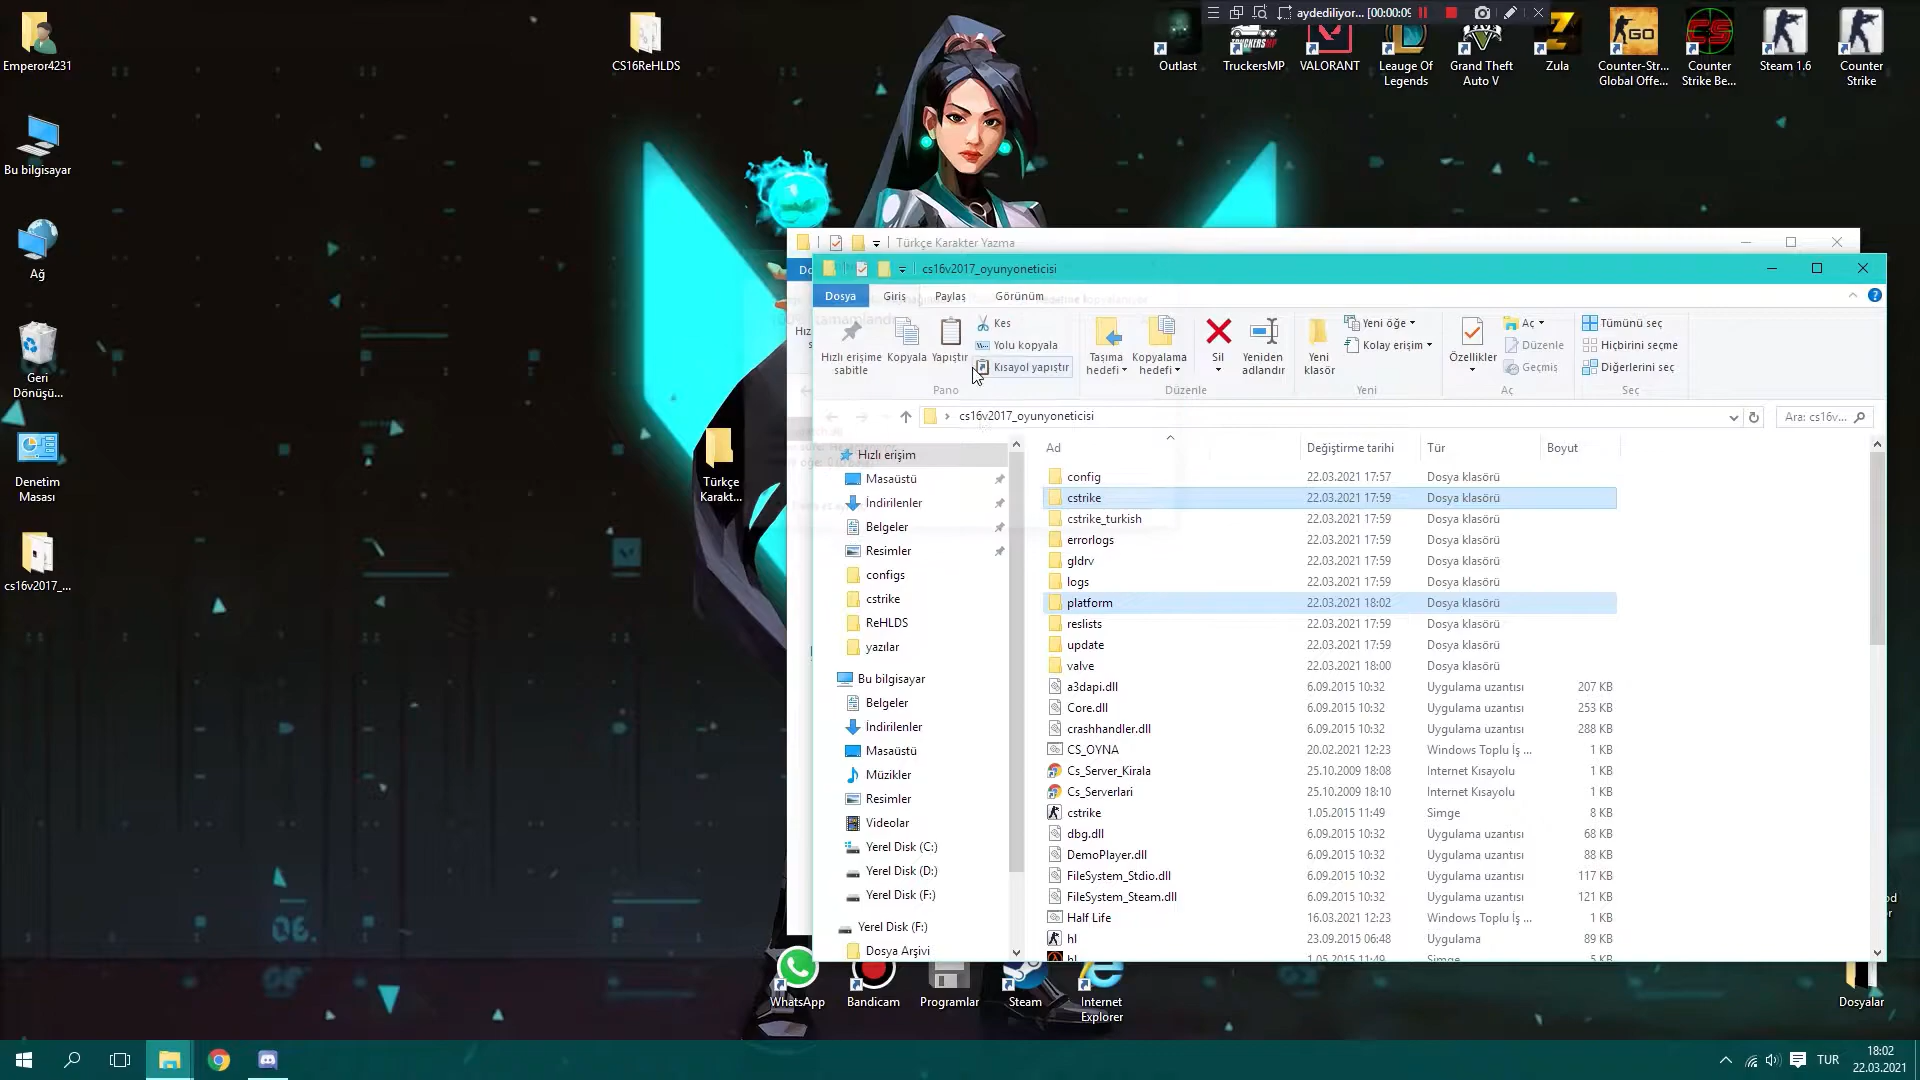 aydediliyor... [00:00:09
Emperor4231
CS16ReHLDS
Outlast
TruckersMP
VALORANT
Leauge Of
Legends
Grand Theft
Auto V
Zula
Counter-Str...
Global Offe...
Counter
Strike Be...
Steam 1.6
Counter
Strike
Bu bilgisayar
Ağ
Geri
Dönüşü...
Denetim
Masası
cs16v2017_...
Türkçe
Karakt...
Türkçe Karakter Yazma
cs16v2017_oyunyoneticisi
Dosya
Giriş
Paylaş
Görünüm
Hızlı erişime
sabitle
Kopyala
Yapıştır
Kes
Yolu kopyala
Kısayol yapıştır
Pano
Taşıma
hedefi
Kopyalama
hedefi
Sil
Yeniden
adlandır
Düzenle
Yeni
klasör
Yeni öğe
Kolay erişim
Yeni
Özellikler
Aç
Düzenle
Geçmiş
Aç
Tümünü seç
Hiçbirini seçme
Diğerlerini seç
Seç
cs16v2017_oyunyoneticisi
Ara: cs16v...
Hızlı erişim
Masaüstü
İndirilenler
Belgeler
Resimler
configs
cstrike
ReHLDS
yazılar
Bu bilgisayar
Belgeler
İndirilenler
Masaüstü
Müzikler
Resimler
Videolar
Yerel Disk (C:)
Yerel Disk (D:)
Yerel Disk (F:)
Yerel Disk (F:)
Dosya Arşivi
Ad Değiştirme tarihi Tür Boyut
config 22.03.2021 17:57 Dosya klasörü
cstrike 22.03.2021 17:59 Dosya klasörü
cstrike_turkish 22.03.2021 17:59 Dosya klasörü
errorlogs 22.03.2021 17:59 Dosya klasörü
gldrv 22.03.2021 17:59 Dosya klasörü
logs 22.03.2021 17:59 Dosya klasörü
platform 22.03.2021 18:02 Dosya klasörü
reslists 22.03.2021 17:59 Dosya klasörü
update 22.03.2021 17:59 Dosya klasörü
valve 22.03.2021 18:00 Dosya klasörü
a3dapi.dll 6.09.2015 10:32 Uygulama uzantısı 207 KB
Core.dll 6.09.2015 10:32 Uygulama uzantısı 253 KB
crashhandler.dll 6.09.2015 10:32 Uygulama uzantısı 288 KB
CS_OYNA 20.02.2021 12:23 Windows Toplu İş ... 1 KB
Cs_Server_Kirala 25.10.2009 18:08 Internet Kısayolu 1 KB
Cs_Serverlari 25.10.2009 18:10 Internet Kısayolu 1 KB
cstrike 1.05.2015 11:49 Simge 8 KB
dbg.dll 6.09.2015 10:32 Uygulama uzantısı 68 KB
DemoPlayer.dll 6.09.2015 10:32 Uygulama uzantısı 88 KB
FileSystem_Stdio.dll 6.09.2015 10:32 Uygulama uzantısı 117 KB
FileSystem_Steam.dll 6.09.2015 10:32 Uygulama uzantısı 121 KB
Half Life 16.03.2021 12:23 Windows Toplu İş ... 1 KB
hl 23.09.2015 06:48 Uygulama 89 KB
hl 1.05.2015 11:49 Simge 5 KB
06.
WhatsApp
Bandicam
Programlar
Steam
Internet
Explorer
Dosyalar
TUR
18:02
22.03.2021